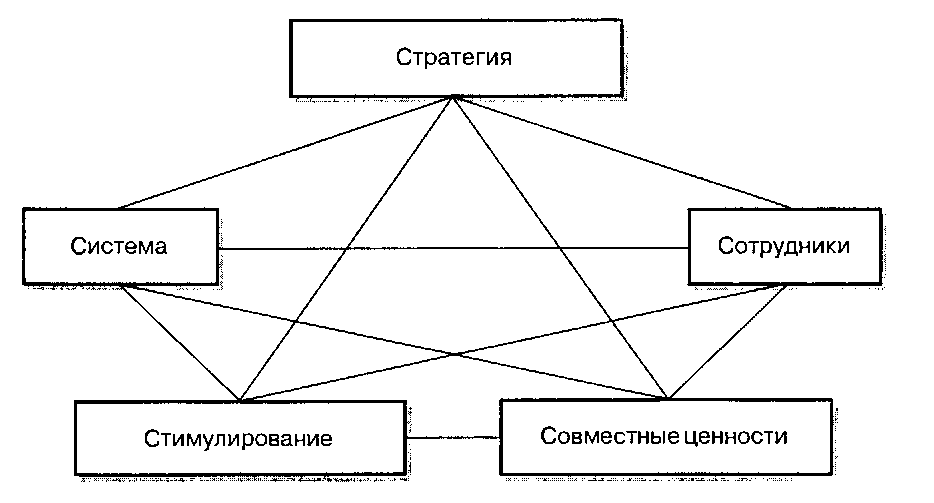 Стратегия
Система
Сотрудники
Стимулирование
Совместные ценности